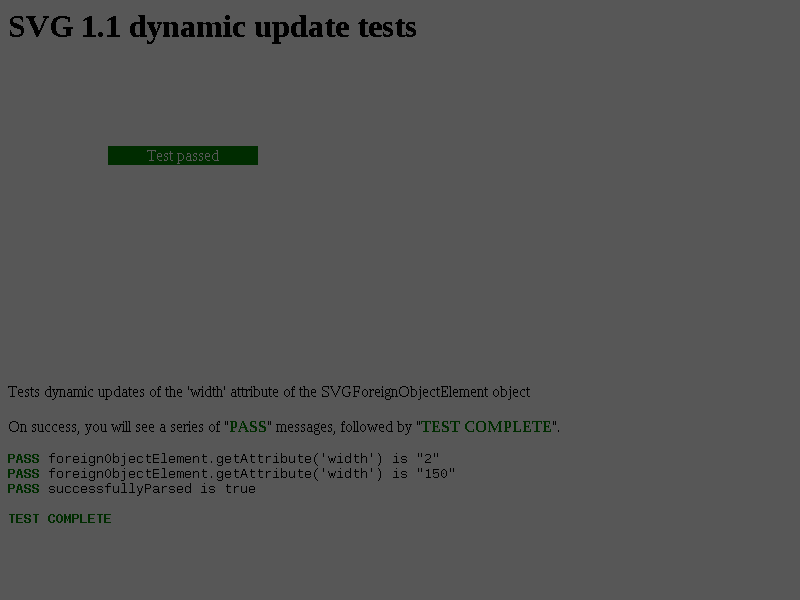 SVG 1.1 dynamic update tests
Test passed
Tests dynamic updates of the 'width' attribute of the SVGForeignObjectElement object
On success, you will see a series of "PASS" messages, followed by "TEST COMPLETE".
PASS foreignObjectElement.getAttribute('width') is "2"
PASS foreignObjectElement.getAttribute('width') is "150"
PASS successfullyParsed is true
TEST COMPLETE